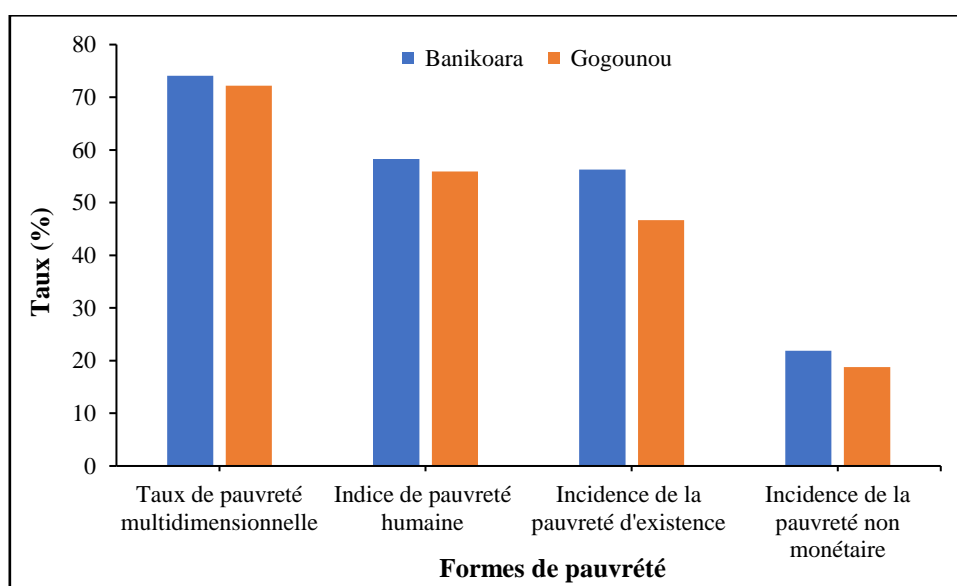 80
70
60
50
40
30
20
10
0
Taux (%)
Banikoara
Gogounou
Taux de pauvreté
multidimensionnelle
Indice de pauvreté
humaine
Incidence de la
pauvreté d'existence
Incidence de la
pauvreté non
monétaire
Formes de pauvrété